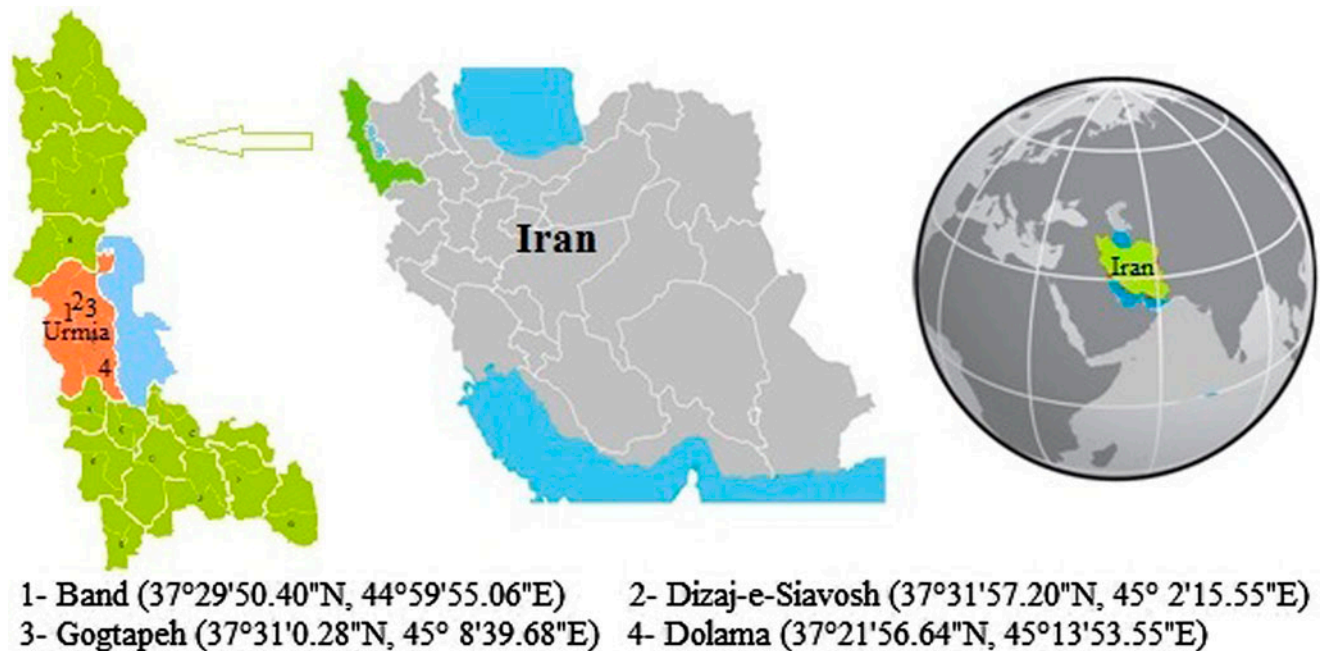 Iran
Iran
1 2 3
Urmia
4
1- Band (37°29'50.40"N, 44°59'55.06"E)
2- Dizaj-e-Siavosh (37°31'57.20"N, 45° 2'15.55"E)
3- Gogtapeh (37°31'0.28"N, 45° 8'39.68"E)
4- Dolama (37°21'56.64"N, 45°13'53.55"E)